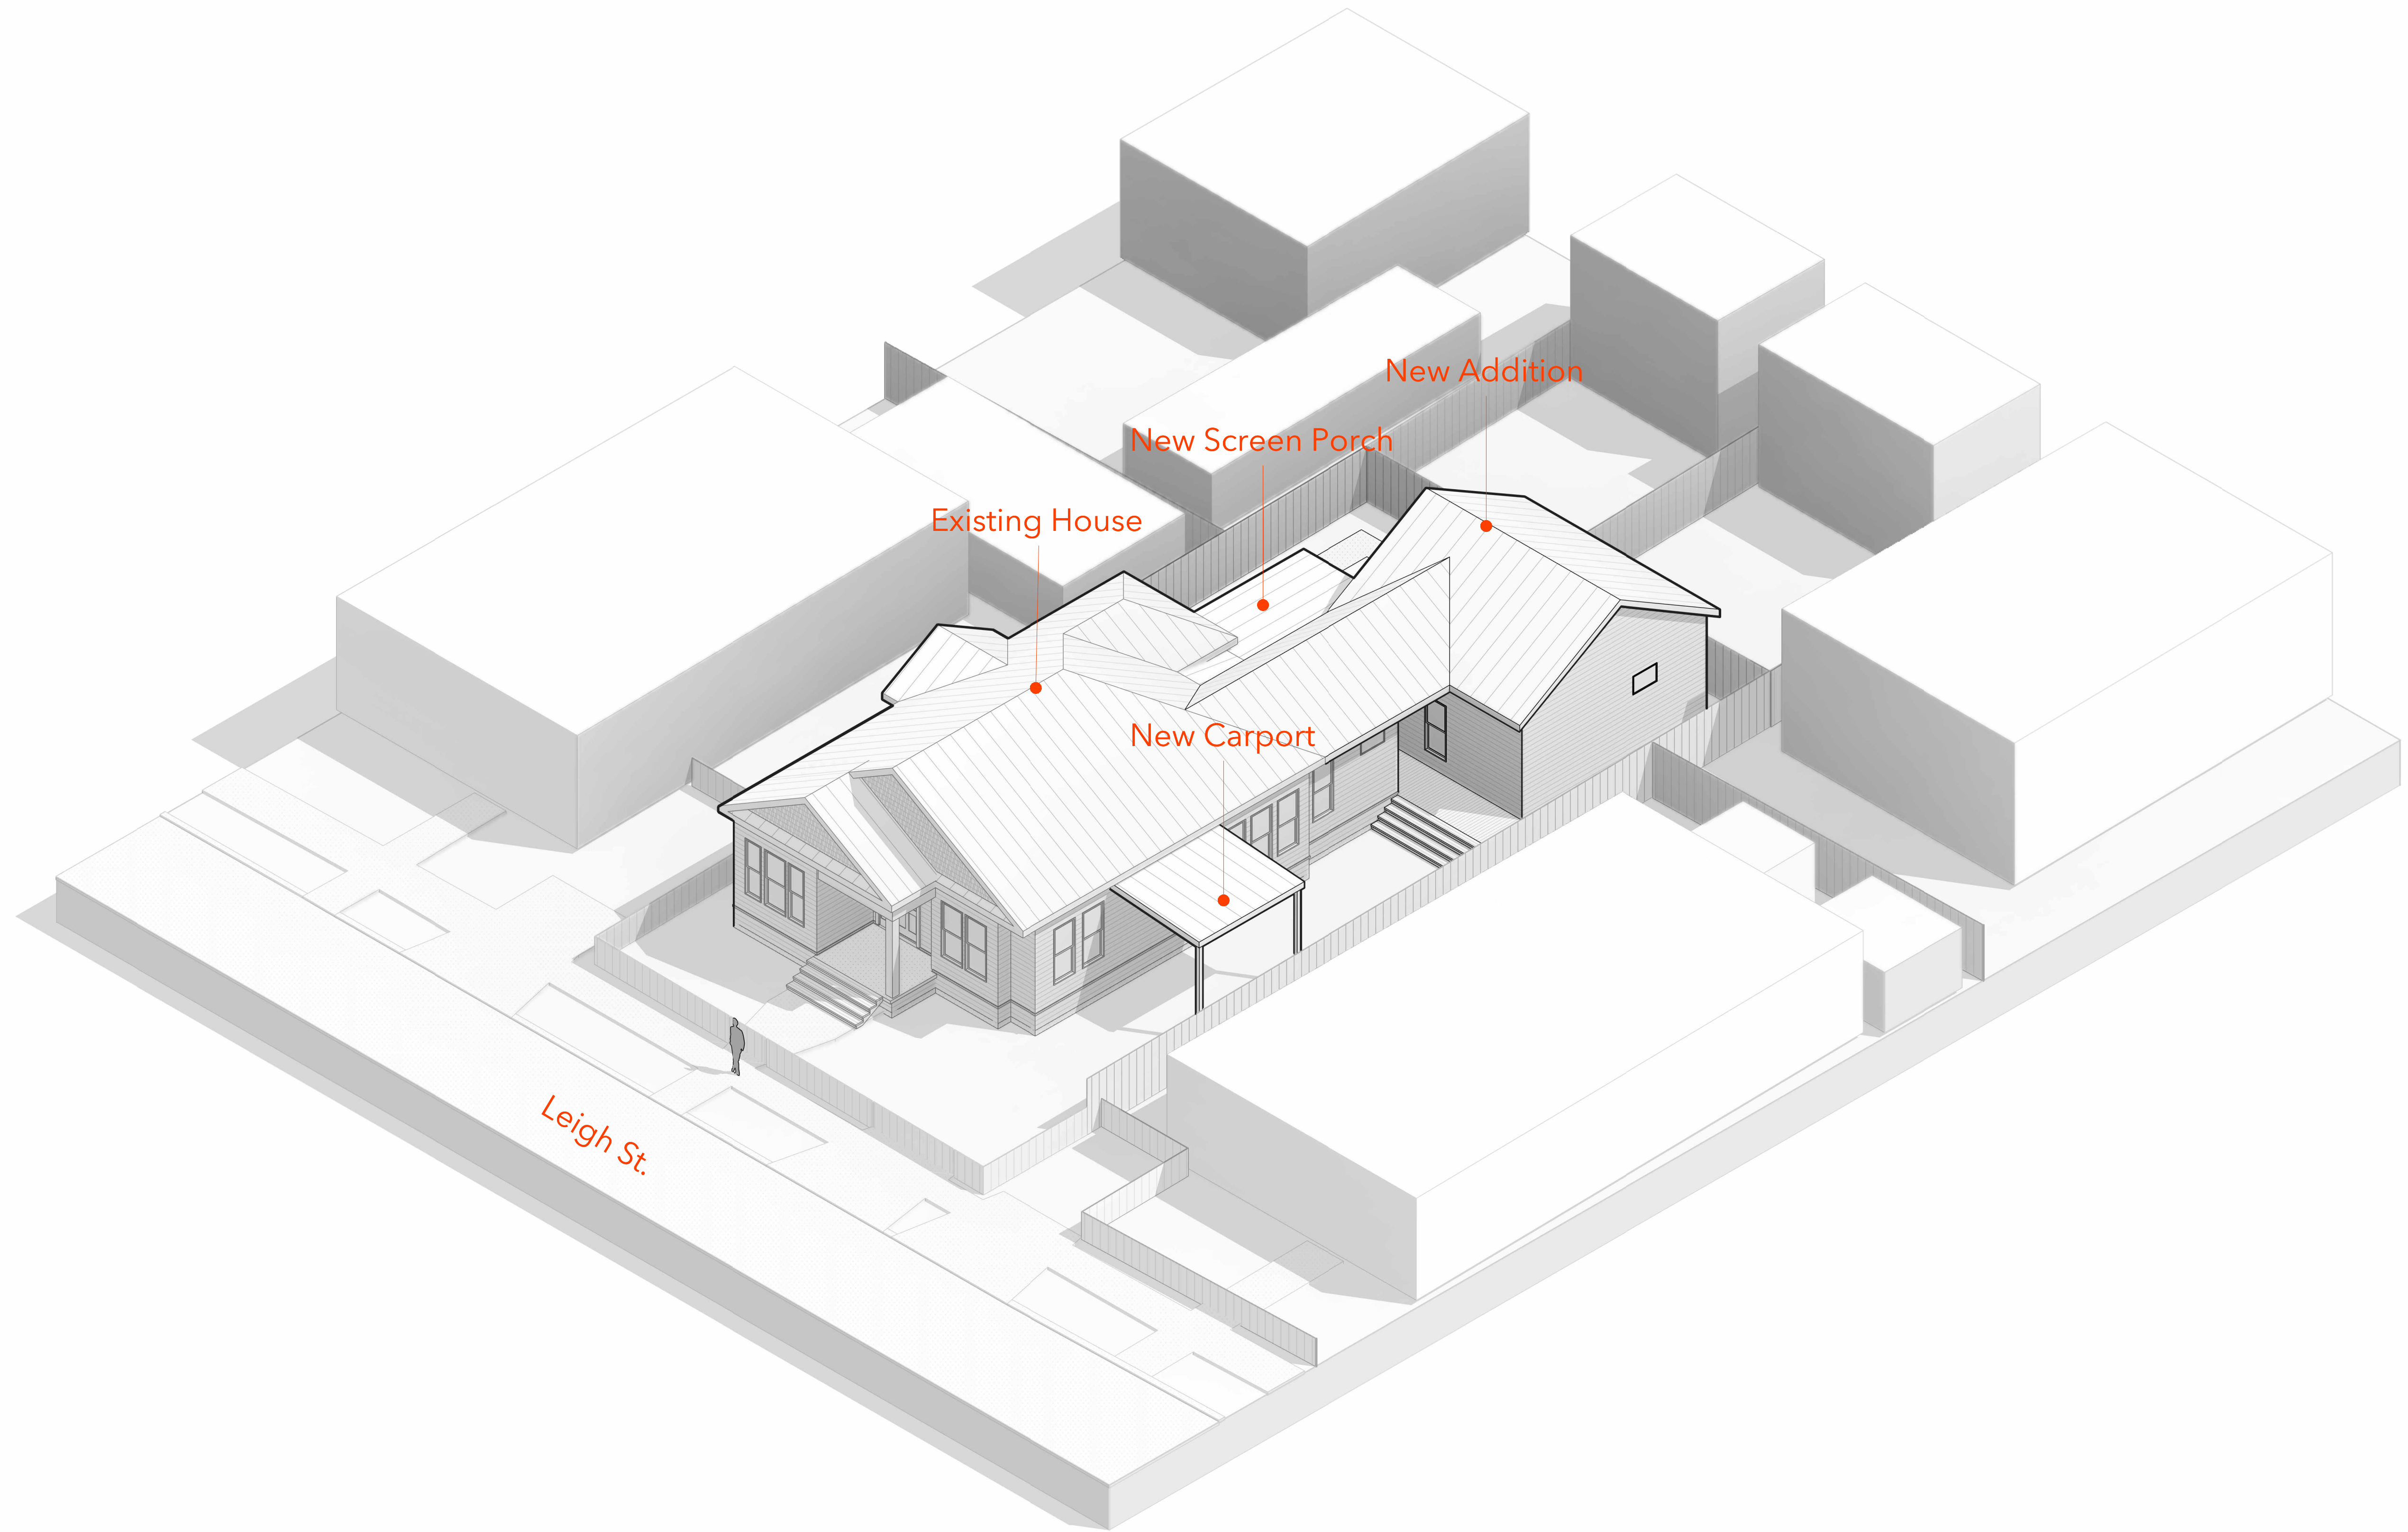 New Addition
New Screen Porch
Existing House
New Carport
Leigh St.